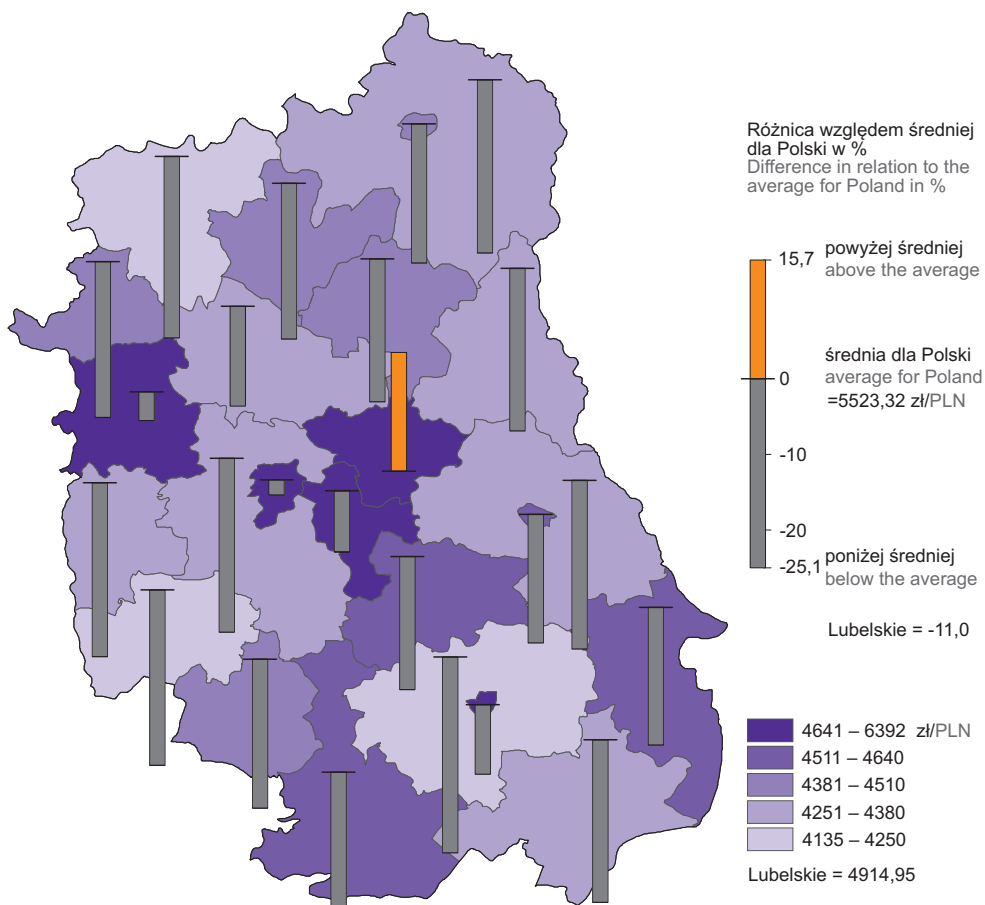 Różnica względem średniej
dla Polski w %
Difference in relation to the
average for Poland in %
15,7
powyżej średniej
above the average
średnia dla Polski
0
average for Poland
=5523,32 zł/PLN
-10
-20
poniżej średniej
-25,1
below the average
Lubelskie = -11,0
4641 – 6392 zł/PLN
4511 – 4640
4381 – 4510
4251 – 4380
4135 – 4250
Lubelskie = 4914,95